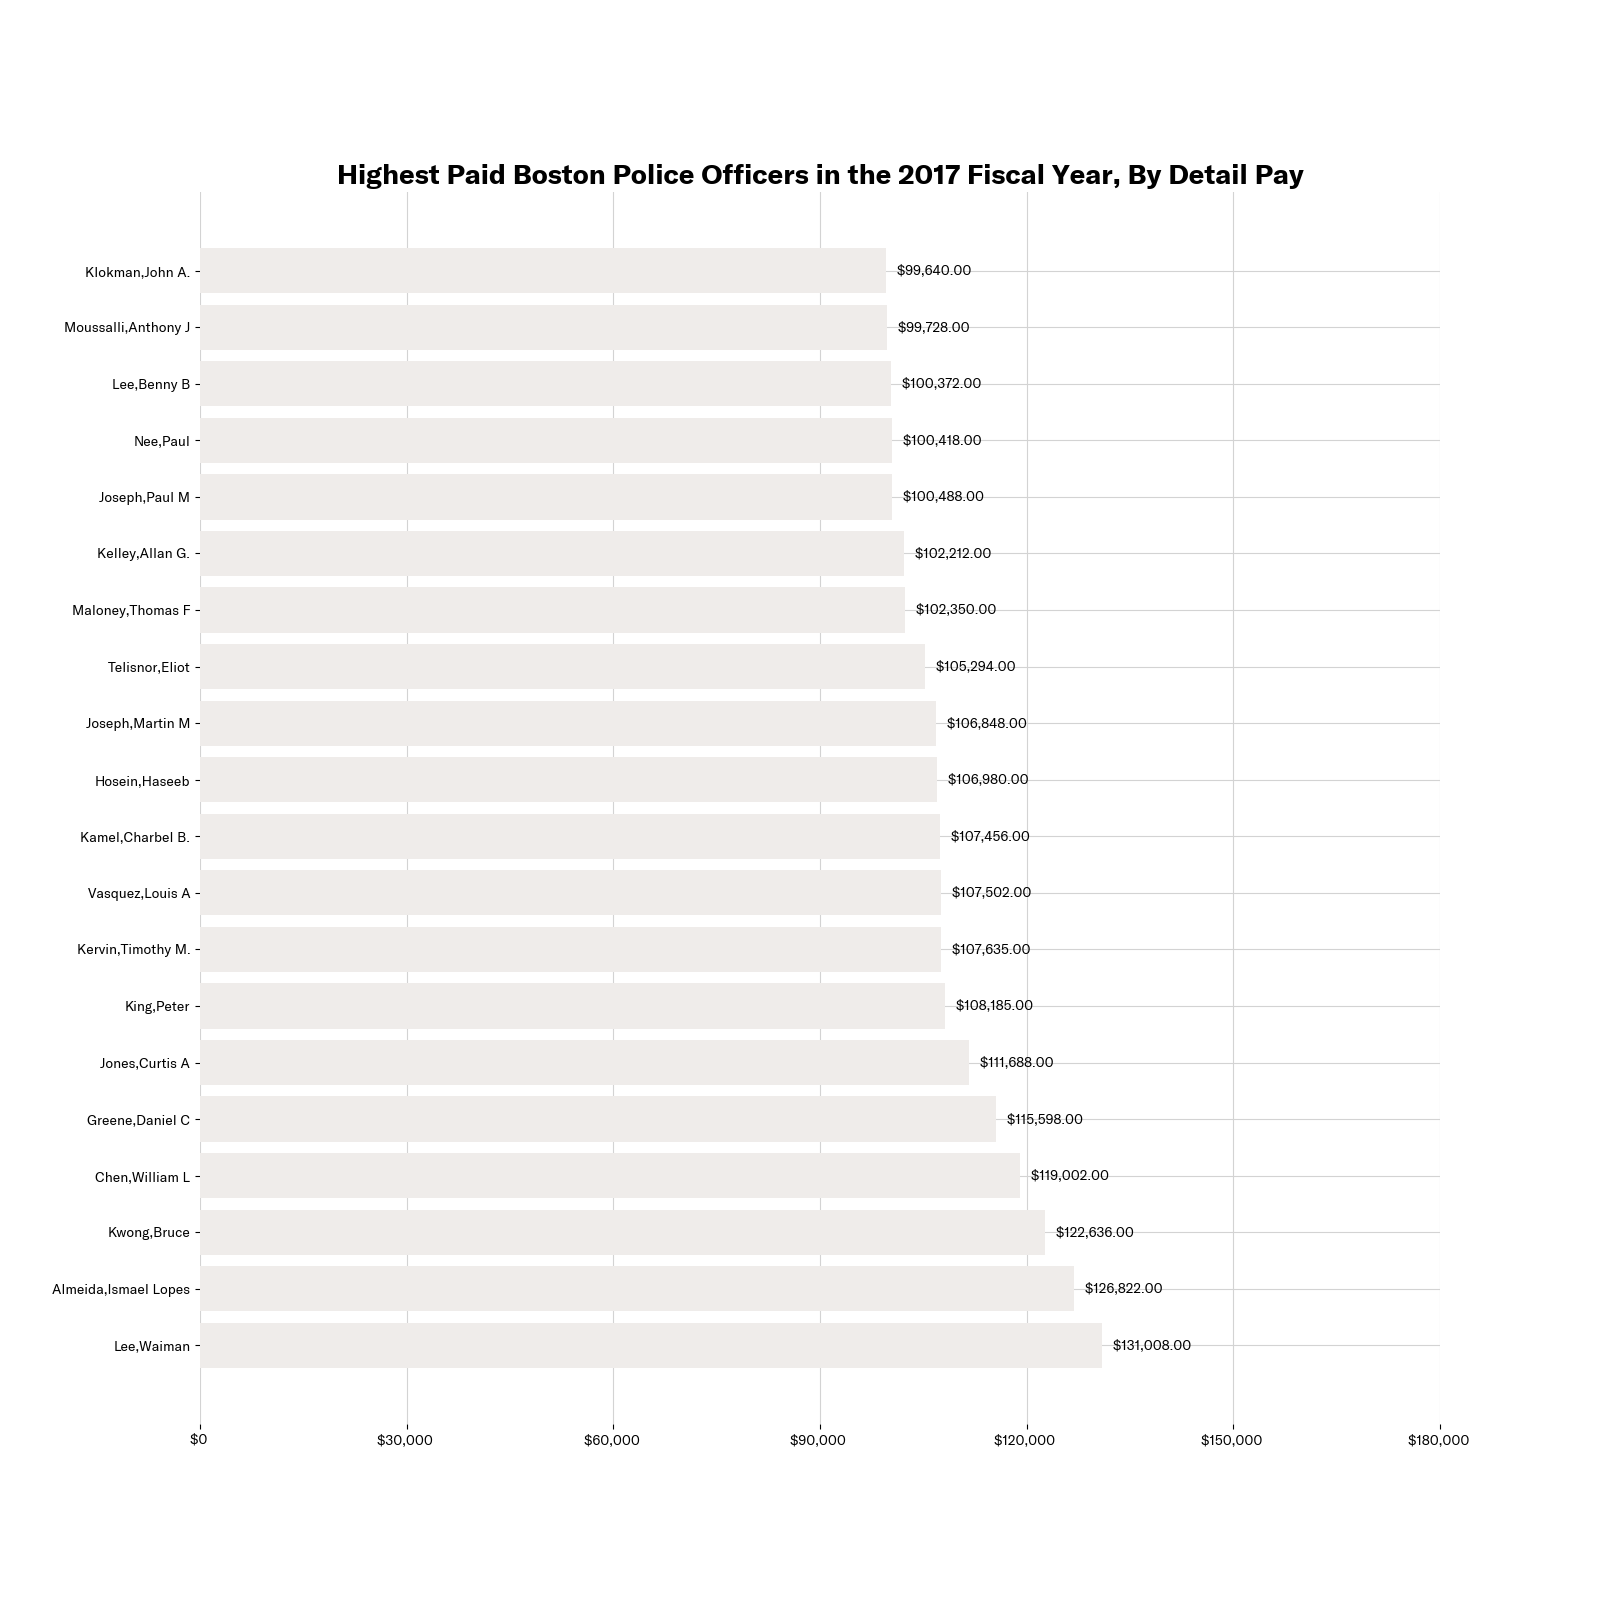 Highest Paid Boston Police Officers in the 2017 Fiscal Year, By Detail Pay
Klokman,John A. $99,640.00
Moussalli,Anthony J $99,728.00
Lee,Benny B $100,372.00
Nee,Paul $100,418.00
Joseph,Paul M $100,488.00
Kelley,Allan G. $102,212.00
Maloney,Thomas F $102,350.00
Telisnor,Eliot $105,294.00
Joseph,Martin M $106,848.00
Hosein,Haseeb $106,980.00
Kamel,Charbel B. $107,456.00
Vasquez,Louis A $107,502.00
Kervin,Timothy M. $107,635.00
King,Peter $108,185.00
Jones,Curtis A $111,688.00
Greene,Daniel C $115,598.00
Chen,William L $119,002.00
Kwong,Bruce $122,636.00
Almeida,Ismael Lopes $126,822.00
Lee,Waiman $131,008.00
$0 $30,000 $60,000 $90,000 $120,000 $150,000 $180,000